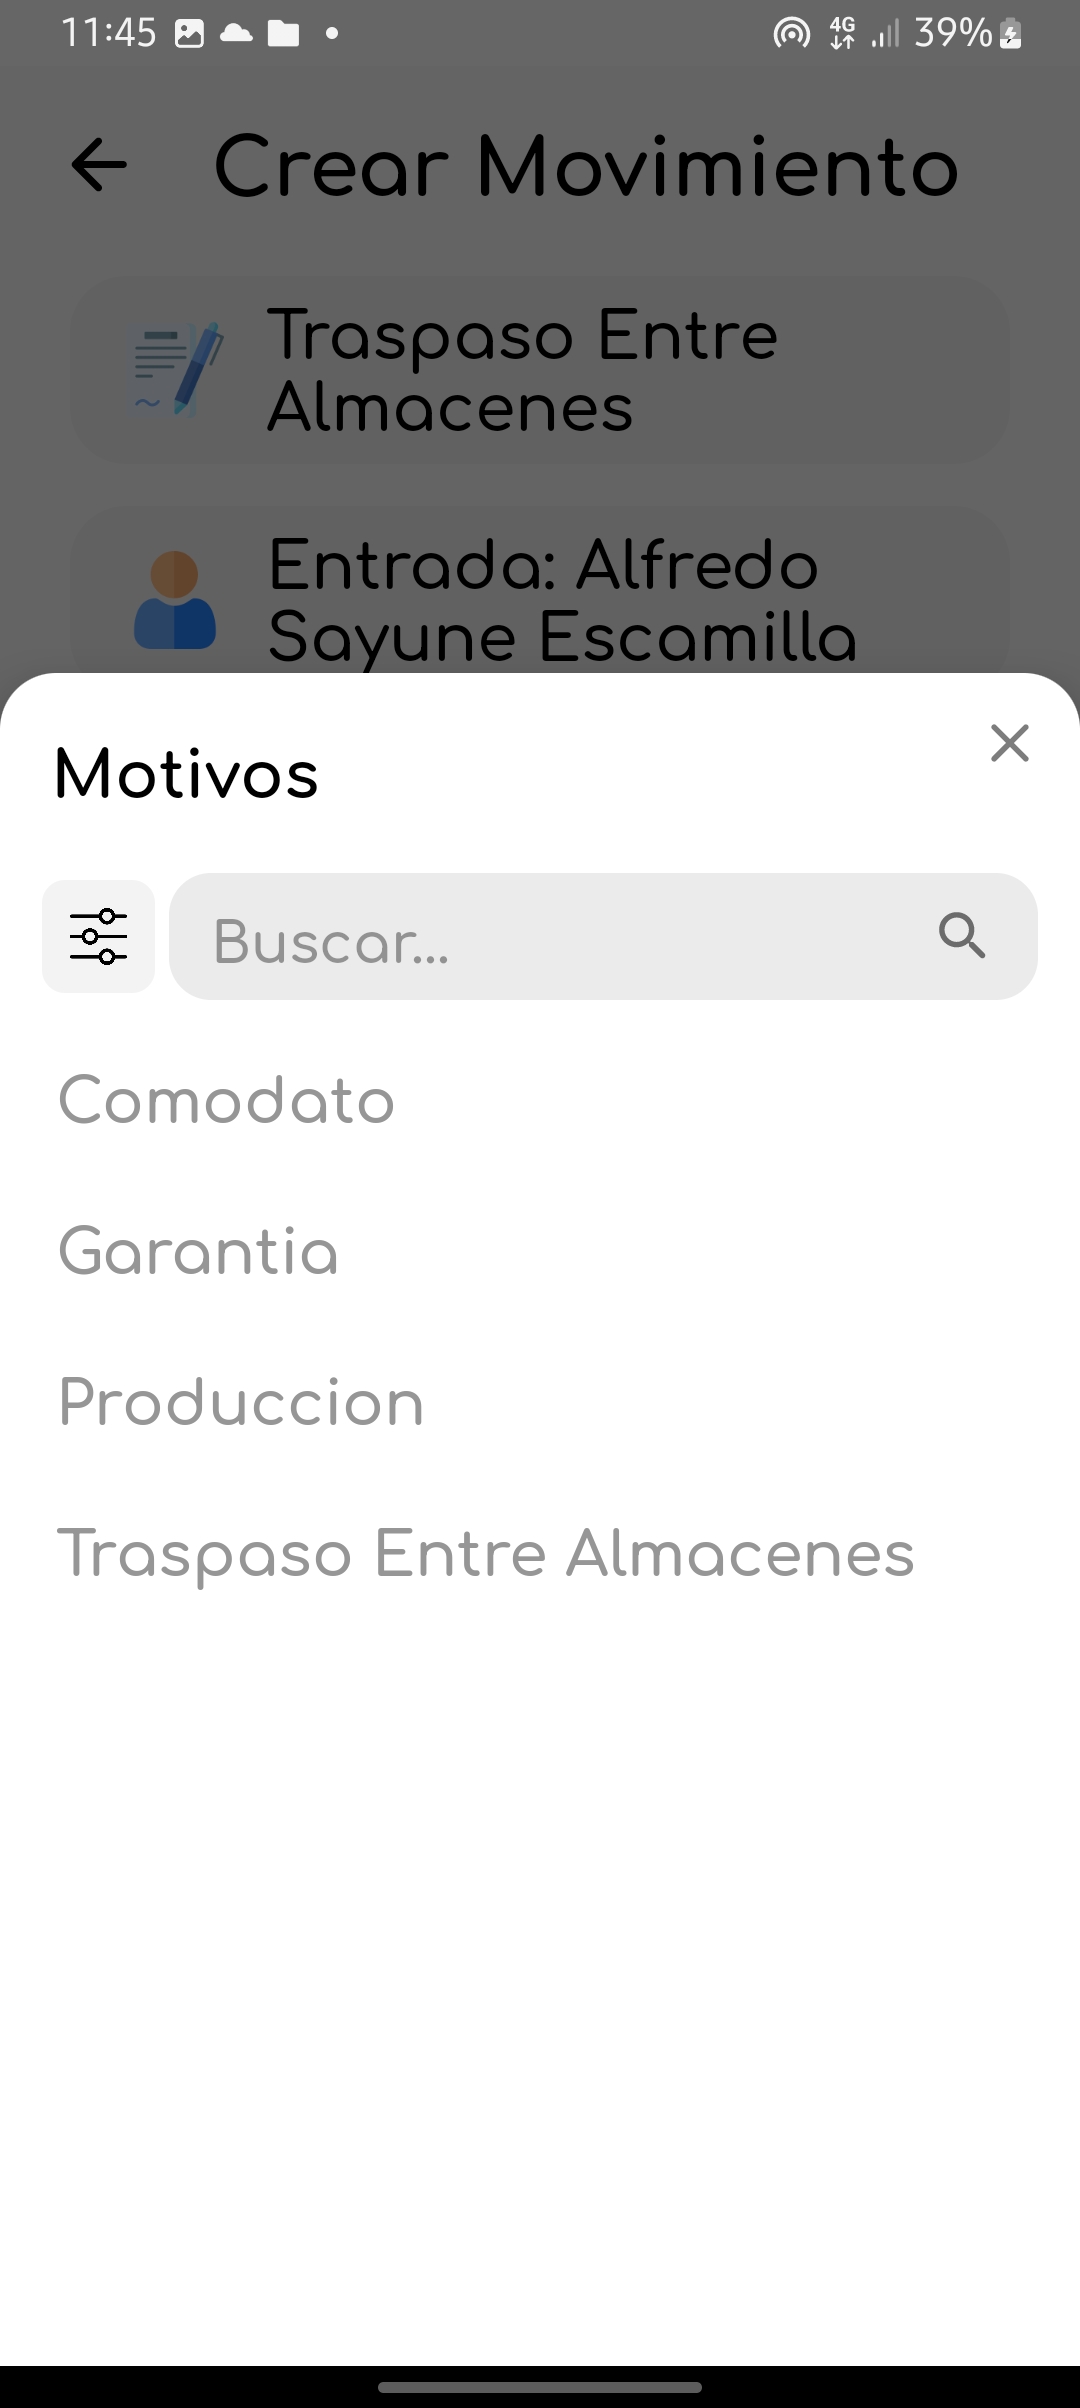 11:45
4G
39%
Crear Movimiento
Traspaso Entre
Almacenes
Entrada: Alfredo
Sayune Escamilla
Motivos
Buscar...
Comodato
Garantia
Produccion
Traspaso Entre Almacenes